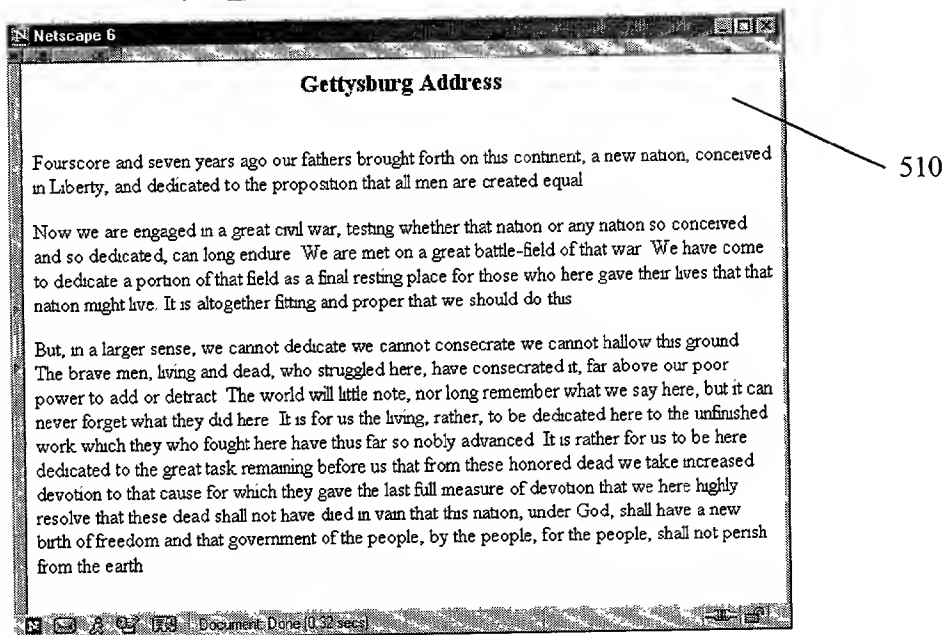 Netscape 6
Gettysburg Address
510
Fourscore and seven years ago our fathers brought forth on this continent, a new nation, conceived
in Liberty, and dedicated to the proposition that all men are created equal
Now we are engaged in a great civil war, testing whether that nation or any nation so conceived
and so dedicated, can long endure We are met on a great battle-field of that war We have come
to dedicate a portion of that field as a final resting place for those who here gave their lives that that
nation might live. It is altogether fitting and proper that we should do this
But, in a larger sense, we cannot dedicate we cannot consecrate we cannot hallow this ground
The brave men, living and dead, who struggled here, have consecrated it, far above our poor
power to add or detract The world will little note, nor long remember what we say here, but it can
never forget what they did here It is for us the living, rather, to be dedicated here to the unfinished
work which they who fought here have thus far so nobly advanced It is rather for us to be here
dedicated to the great task remaining before us that from these honored dead we take increased
devotion to that cause for which they gave the last full measure of devotion that we here highly
resolve that these dead shall not have died in vain that this nation, under God, shall have a new
birth of freedom and that government of the people, by the people, for the people, shall not perish
from the earth
Document: Done (0.32 secs)